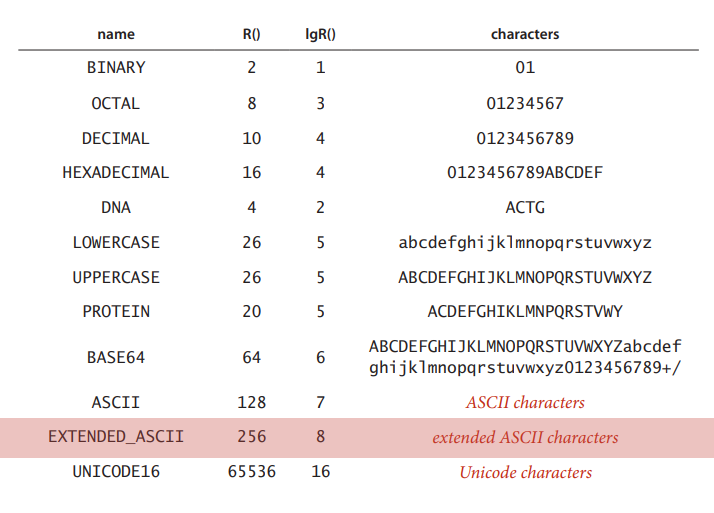 name R() lgR() characters
BINARY 2 1 01
OCTAL 8 3 01234567
DECIMAL 10 4 0123456789
HEXADECIMAL 16 4 0123456789ABCDEF
DNA 4 2 ACTG
LOWERCASE 26 5 abcdefghijklmnopqrstuvwxyz
UPPERCASE 26 5 ABCDEFGHIJKLMNOPQRSTUVWXYZ
PROTEIN 20 5 ACDEFGHIKLMNPQRSTVWY
BASE64 64 6 ABCDEFGHIJKLMNOPQRSTUVWXYZabcdef
ghijklmnopqrstuvwxyz0123456789+/
ASCII 128 7 ASCII characters
EXTENDED_ASCII 256 8 extended ASCII characters
UNICODE16 65536 16 Unicode characters